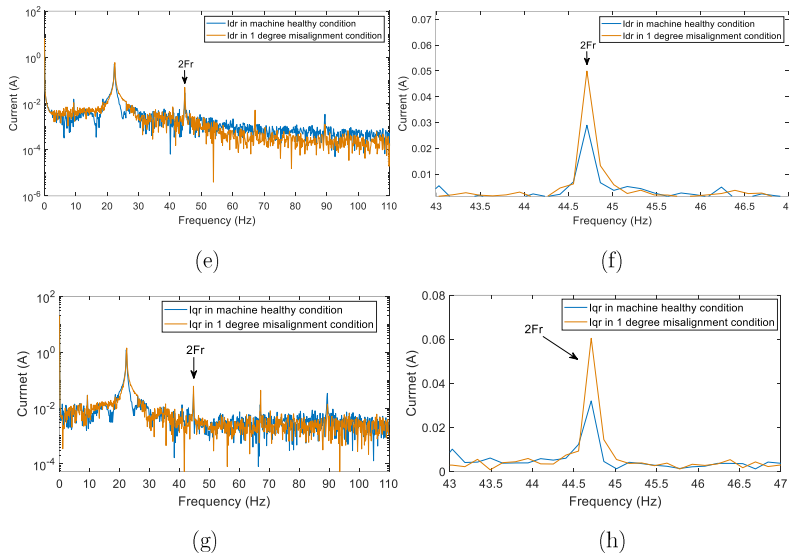 10^2
10^0
10^-2
10^-4
10^-6
Current (A)
0 10 20 30 40 50 60 70 80 90 100 110
Frequency (Hz)
Idr in machine healthy condition
Idr in 1 degree misalignment condition
2Fr
(e)
0.07
0.06
0.05
0.04
0.03
0.02
0.01
Current (A)
43 43.5 44 44.5 45 45.5 46 46.5 4
Frequency (Hz)
Idr in machine healthy condition
Idr in 1 degree misalignment condition
2Fr
(f)
10^2
10^0
10^-2
10^-4
Currnet (A)
0 10 20 30 40 50 60 70 80 90 100 110
Frequency (Hz)
Iqr in machine healthy condition
Iqr in 1 degree misalignment condition
2Fr
(g)
0.08
0.06
0.04
0.02
0
Currnet (A)
43 43.5 44 44.5 45 45.5 46 46.5 47
Frequency (Hz)
Iqr in machine healthy condition
Iqr in 1 degree misalignment condition
2Fr
(h)